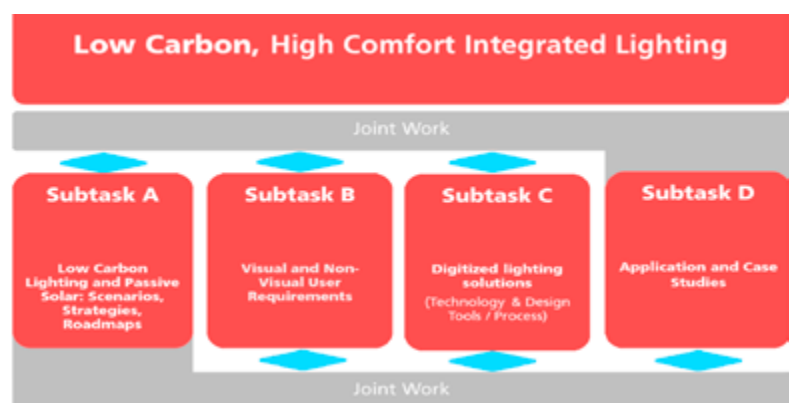 Low Carbon, High Comfort Integrated Lighting
Joint Work
Subtask A
Low Carbon
Lighting and Passive
Solar: Scenarios,
Strategies,
Roadmaps
Subtask B
Visual and Non-
Visual User
Requirements
Subtask C
Digitized lighting
solutions
(Technology & Design
Tools / Process)
Subtask D
Application and Case
Studies
Joint Work